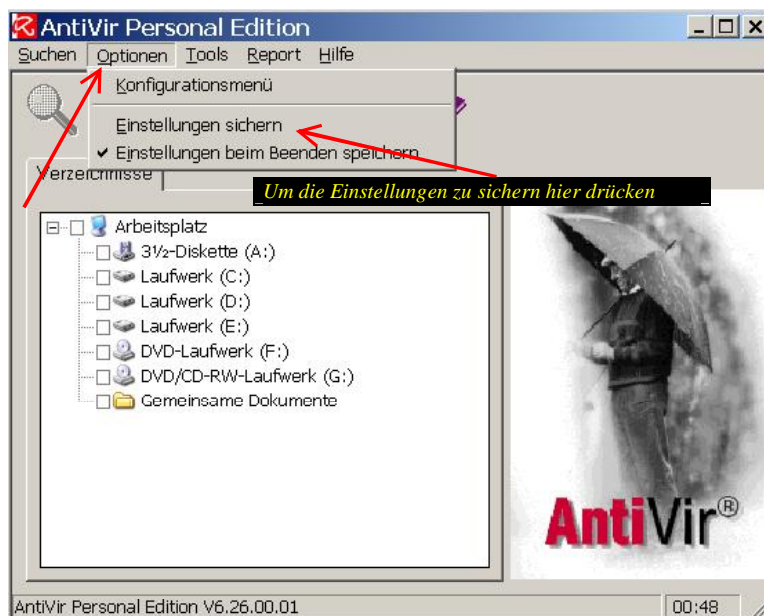 AntiVir Personal Edition
Suchen Optionen Tools Report Hilfe
Konfigurationsmenü
Einstellungen sichern
Einstellungen beim Beenden speichern
Verzeichnisse
Um die Einstellungen zu sichern hier drücken
Arbeitsplatz
3½-Diskette (A:)
Laufwerk (C:)
Laufwerk (D:)
Laufwerk (E:)
DVD-Laufwerk (F:)
DVD/CD-RW-Laufwerk (G:)
Gemeinsame Dokumente
AntiVir®
AntiVir Personal Edition V6.26.00.01 00:48